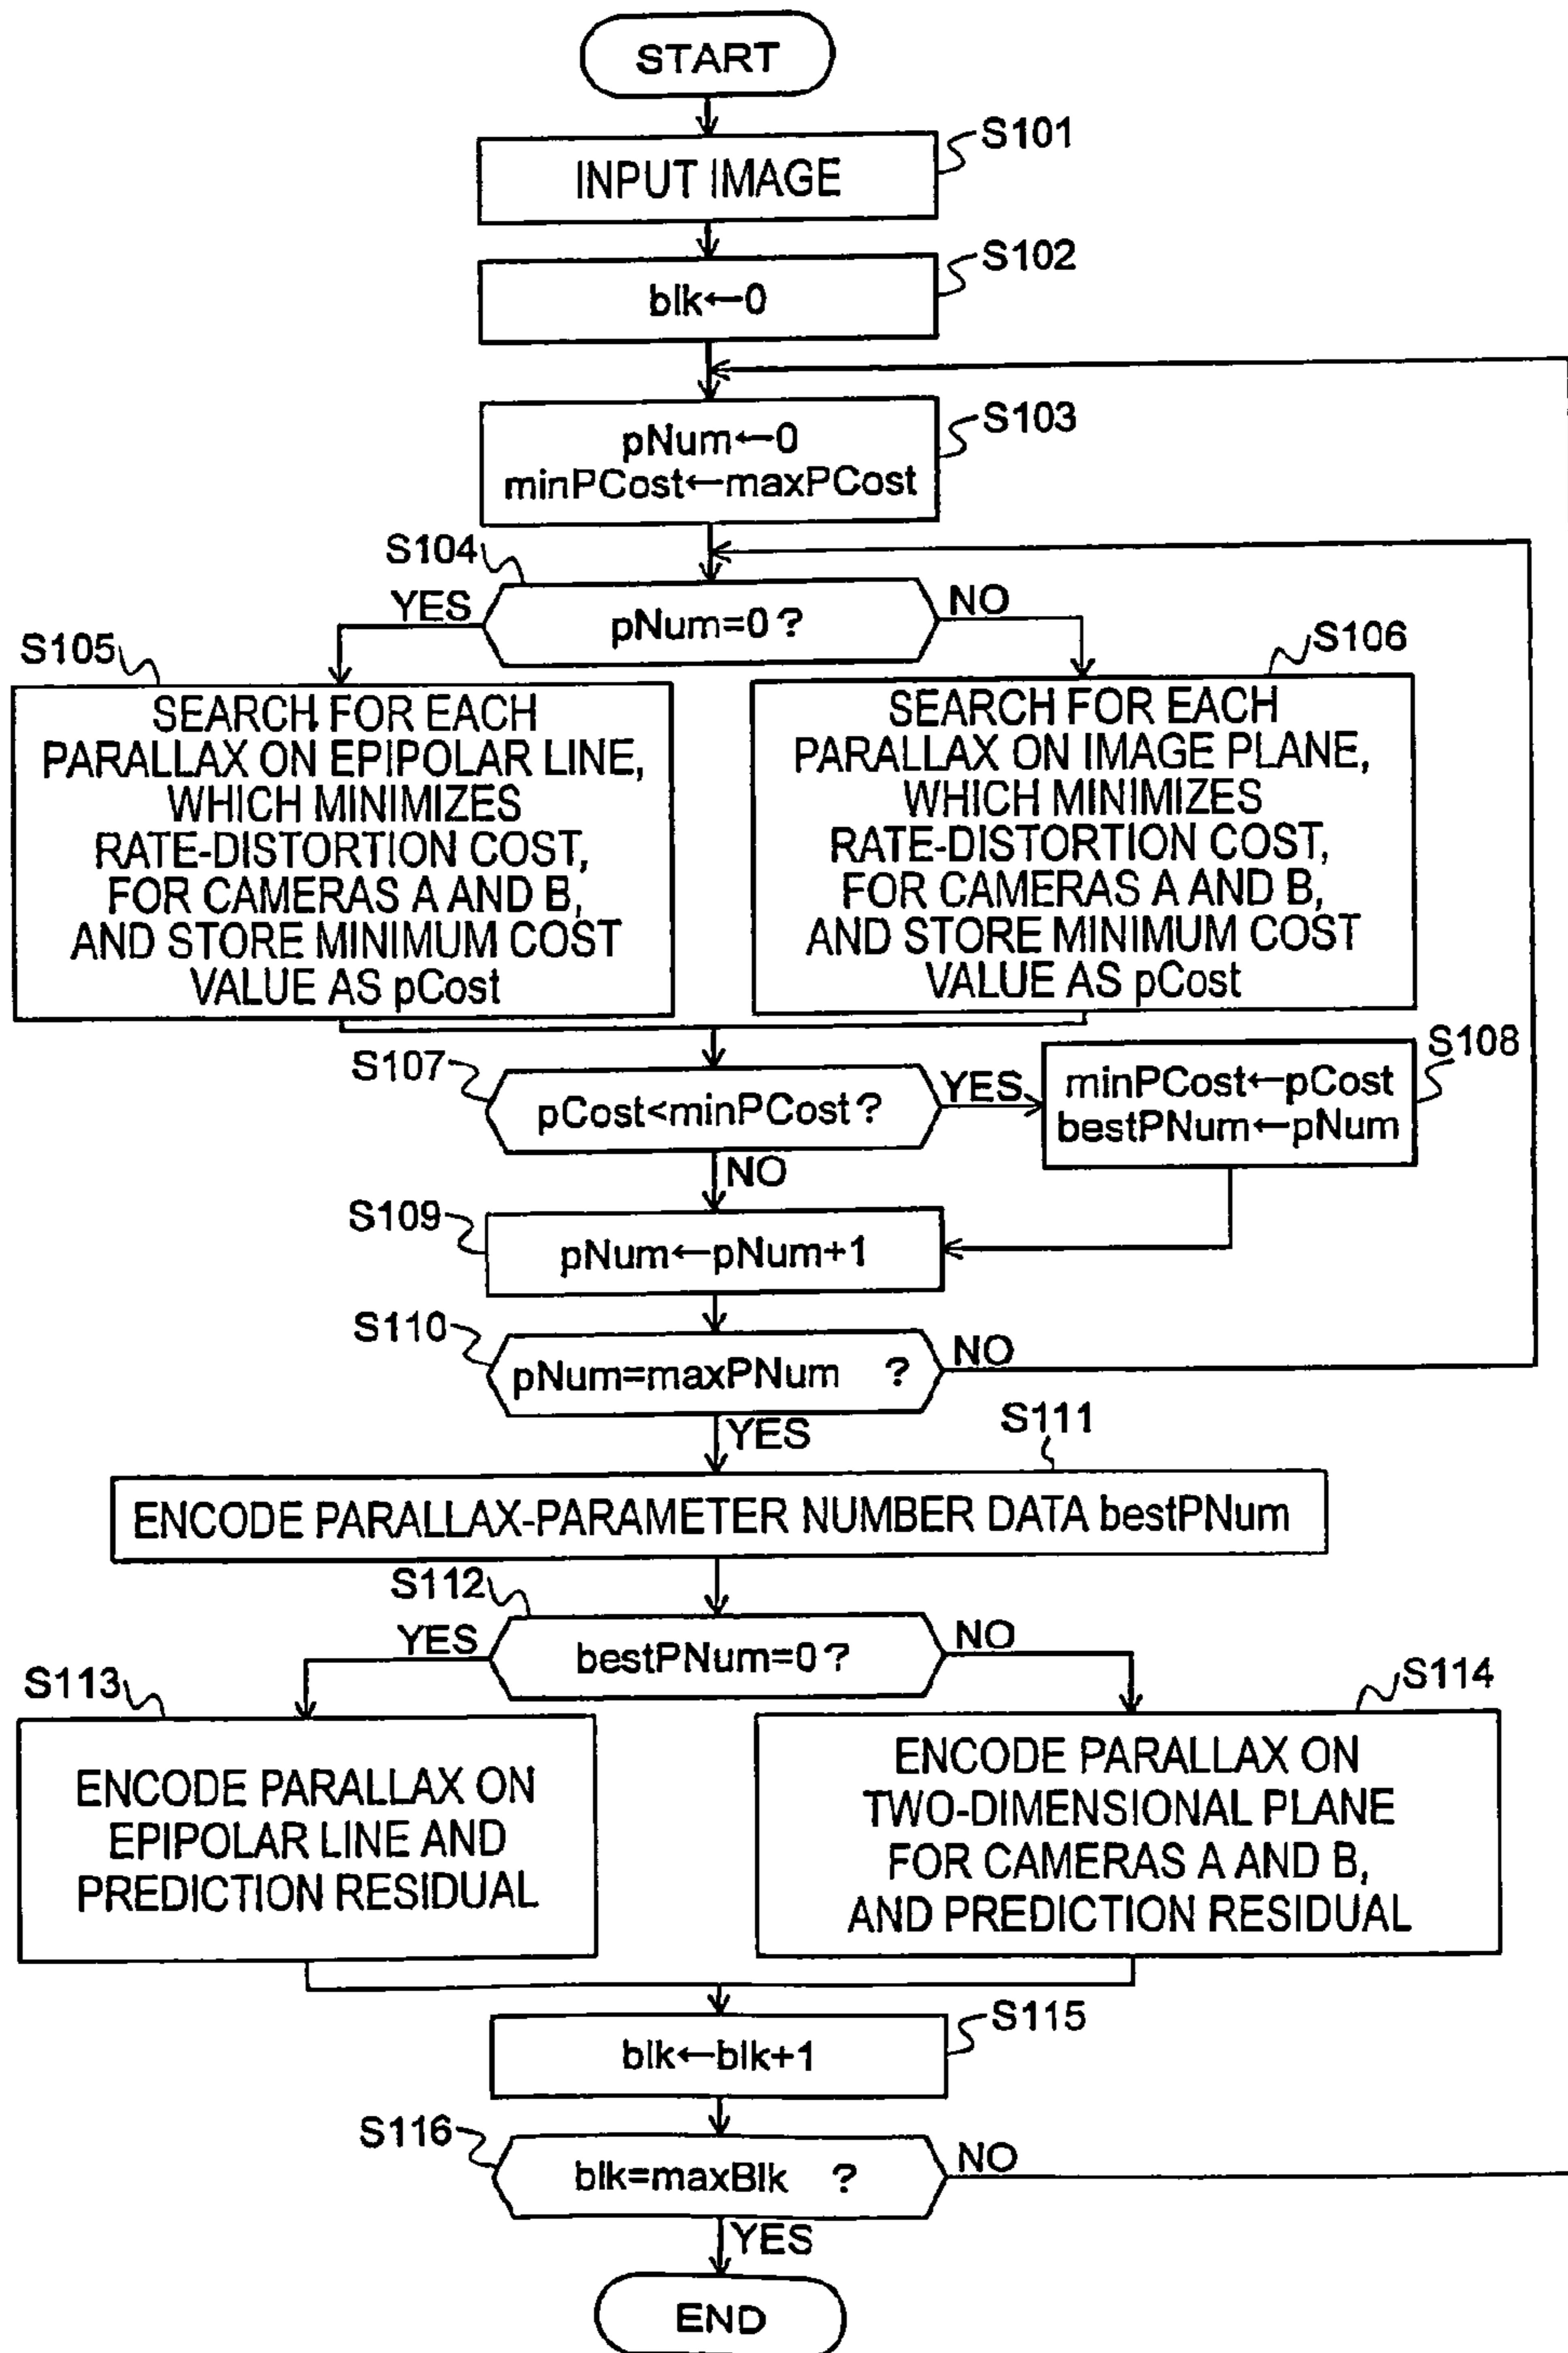 START
S101
INPUT IMAGE
S102
blk←0
S103
pNum←0
minPCost←maxPCost
S104
YES
NO
pNum=0?
S105
S106
SEARCH FOR EACH
PARALLAX ON EPIPOLAR LINE,
WHICH MINIMIZES
RATE-DISTORTION COST,
FOR CAMERAS A AND B,
AND STORE MINIMUM COST
VALUE AS pCost
SEARCH FOR EACH
PARALLAX ON IMAGE PLANE,
WHICH MINIMIZES
RATE-DISTORTION COST,
FOR CAMERAS A AND B,
AND STORE MINIMUM COST
VALUE AS pCost
S107
pCost<minPCost?
YES
S108
minPCost←pCost
bestPNum←pNum
NO
S109
pNum←pNum+1
S110
pNum=maxPNum ?
NO
YES
S111
ENCODE PARALLAX-PARAMETER NUMBER DATA bestPNum
S112
YES
NO
bestPNum=0?
S113
S114
ENCODE PARALLAX ON
EPIPOLAR LINE AND
PREDICTION RESIDUAL
ENCODE PARALLAX ON
TWO-DIMENSIONAL PLANE
FOR CAMERAS A AND B,
AND PREDICTION RESIDUAL
S115
blk←blk+1
S116
blk=maxBlk ?
NO
YES
END